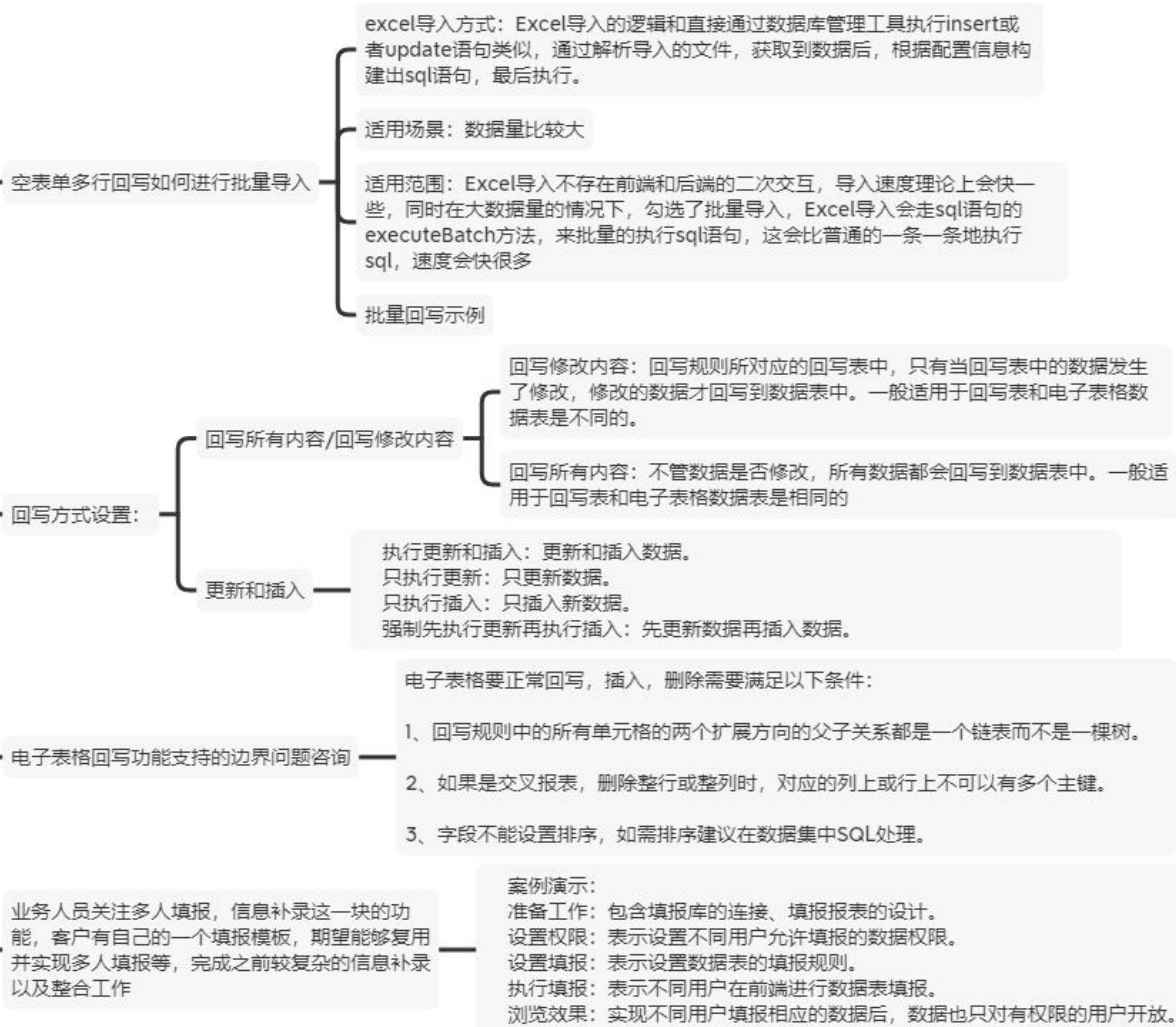 excel导入方式：Excel导入的逻辑和直接通过数据库管理工具执行insert或
者update语句类似，通过解析导入的文件，获取到数据后，根据配置信息构
建出sql语句，最后执行。
适用场景：数据量比较大
空表单多行回写如何进行批量导入
适用范围：Excel导入不存在前端和后端的二次交互，导入速度理论上会快一
些，同时在大数据量的情况下，勾选了批量导入，Excel导入会走sql语句的
executeBatch方法，来批量的执行sql语句，这会比普通的一条一条地执行
sql，速度会快很多
批量回写示例
回写修改内容：回写规则所对应的回写表中，只有当回写表中的数据发生
了修改，修改的数据才回写到数据表中。一般适用于回写表和电子表格数
据表是不同的。
回写所有内容/回写修改内容
回写所有内容：不管数据是否修改，所有数据都会回写到数据表中。一般适
用于回写表和电子表格数据表是相同的
回写方式设置：
更新和插入
执行更新和插入：更新和插入数据。
只执行更新：只更新数据。
只执行插入：只插入新数据。
强制先执行更新再执行插入：先更新数据再插入数据。
电子表格回写功能支持的边界问题咨询
电子表格要正常回写，插入，删除需要满足以下条件：
1、回写规则中的所有单元格的两个扩展方向的父子关系都是一个链表而不是一棵树。
2、如果是交叉报表，删除整行或整列时，对应的列上或行上不可以有多个主键。
3、字段不能设置排序，如需排序建议在数据集中SQL处理。
业务人员关注多人填报，信息补录这一块的功
能，客户有自己的一个填报模板，期望能够复用
并实现多人填报等，完成之前较复杂的信息补录
以及整合工作
案例演示：
准备工作：包含填报库的连接、填报报表的设计。
设置权限：表示设置不同用户允许填报的数据权限。
设置填报：表示设置数据表的填报规则。
执行填报：表示不同用户在前端进行数据表填报。
浏览效果：实现不同用户填报相应的数据后，数据也只对有权限的用户开放。